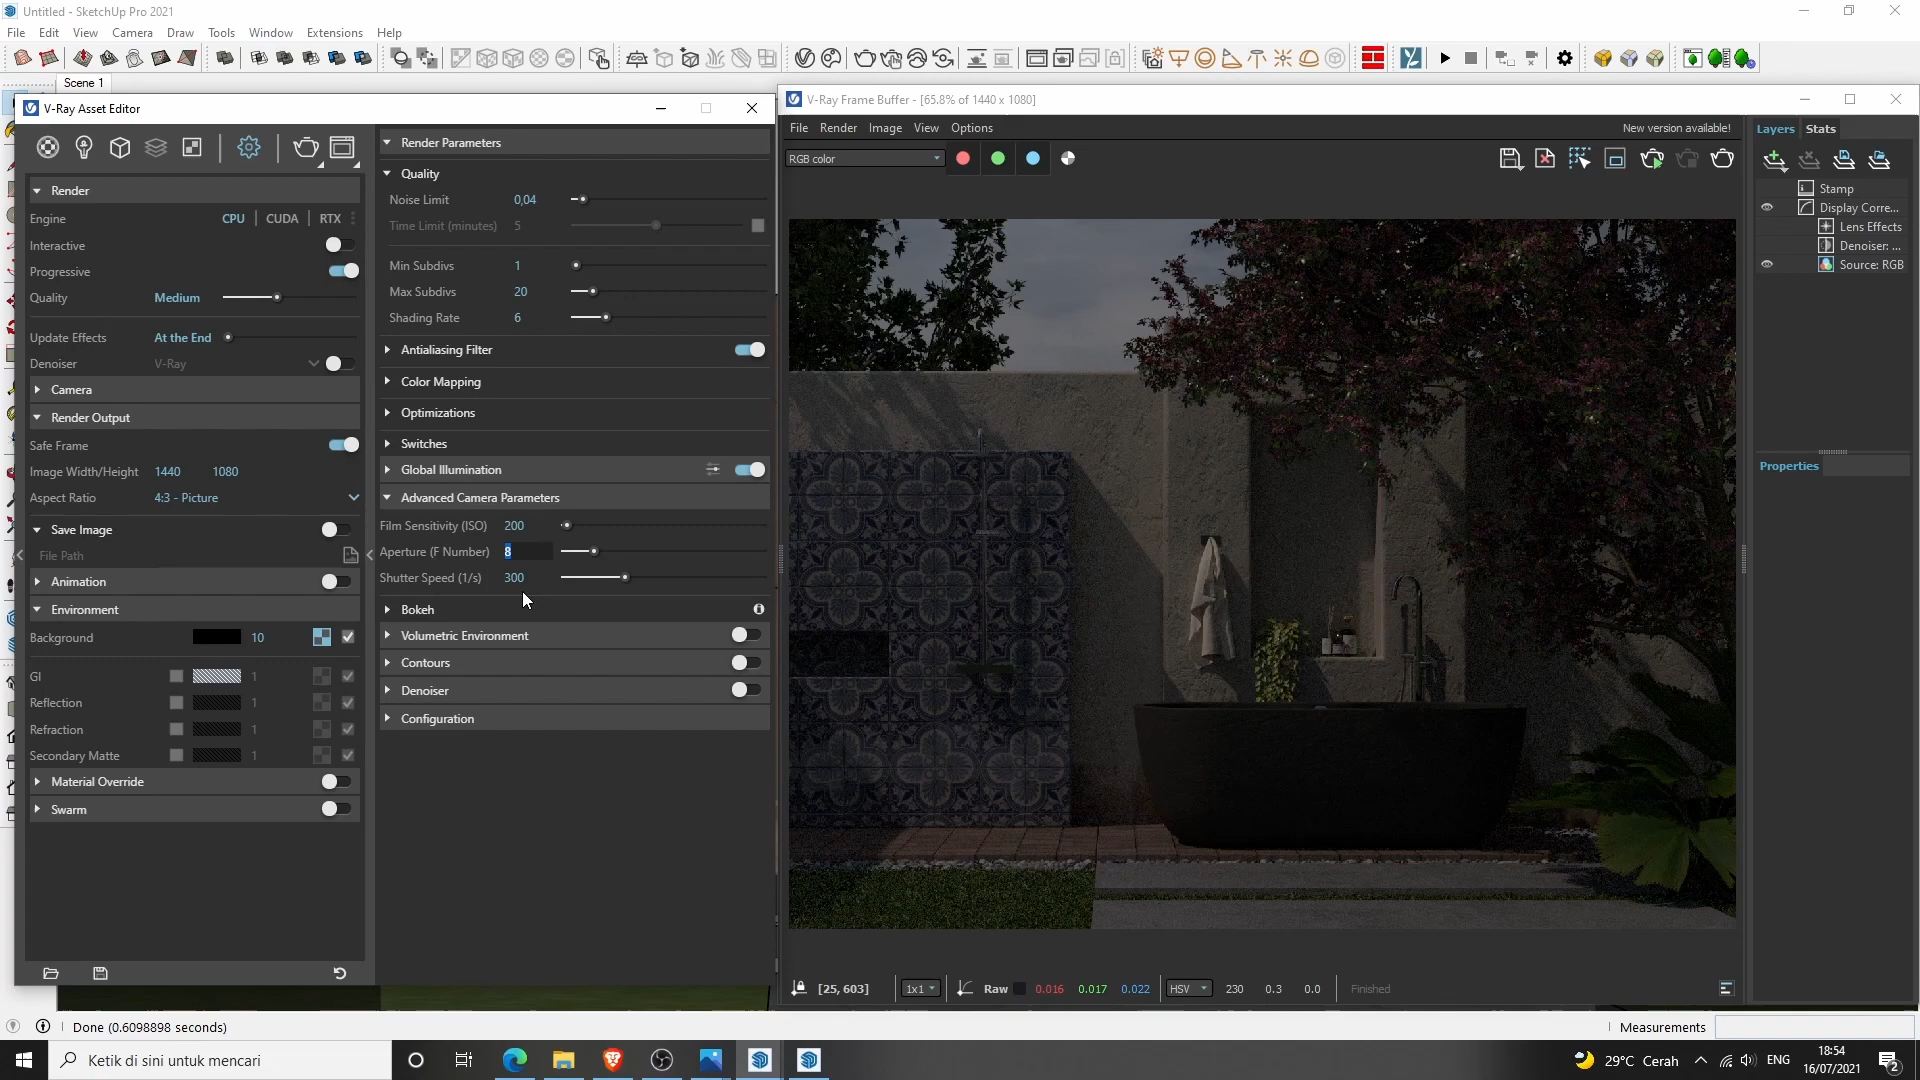 Untitled - SketchUp Pro 2021
File Edit View Camera Draw Tools Window Extensions Help
Scene 1
V-Ray Asset Editor
Render
Engine CPU CUDA RTX
Interactive
Progressive
Quality Medium
Update Effects At the End
Denoiser V-Ray
Camera
Render Output
Safe Frame
Image Width/Height 1440 1080
Aspect Ratio 4:3 - Picture
Save Image
File Path
Animation
Environment
Background 10
GI 1
Reflection 1
Refraction 1
Secondary Matte 1
Material Override
Swarm
Render Parameters
Quality
Noise Limit 0,04
Time Limit (minutes) 5
Min Subdivs 1
Max Subdivs 20
Shading Rate 6
Antialiasing Filter
Color Mapping
Optimizations
Switches
Global Illumination
Advanced Camera Parameters
Film Sensitivity (ISO) 200
Aperture (F Number) 8
Shutter Speed (1/s) 300
Bokeh
Volumetric Environment
Contours
Denoiser
Configuration
V-Ray Frame Buffer - [65.8% of 1440 x 1080]
File Render Image View Options New version available!
RGB color
Layers Stats
Stamp
Display Corre...
Lens Effects
Denoiser: ...
Source: RGB
Properties
[25, 603] 1x1 Raw 0.016 0.017 0.022 HSV 230 0.3 0.0 Finished
Done (0.6098898 seconds) Measurements
Ketik di sini untuk mencari
29°C Cerah ENG
18:54
16/07/2021
2